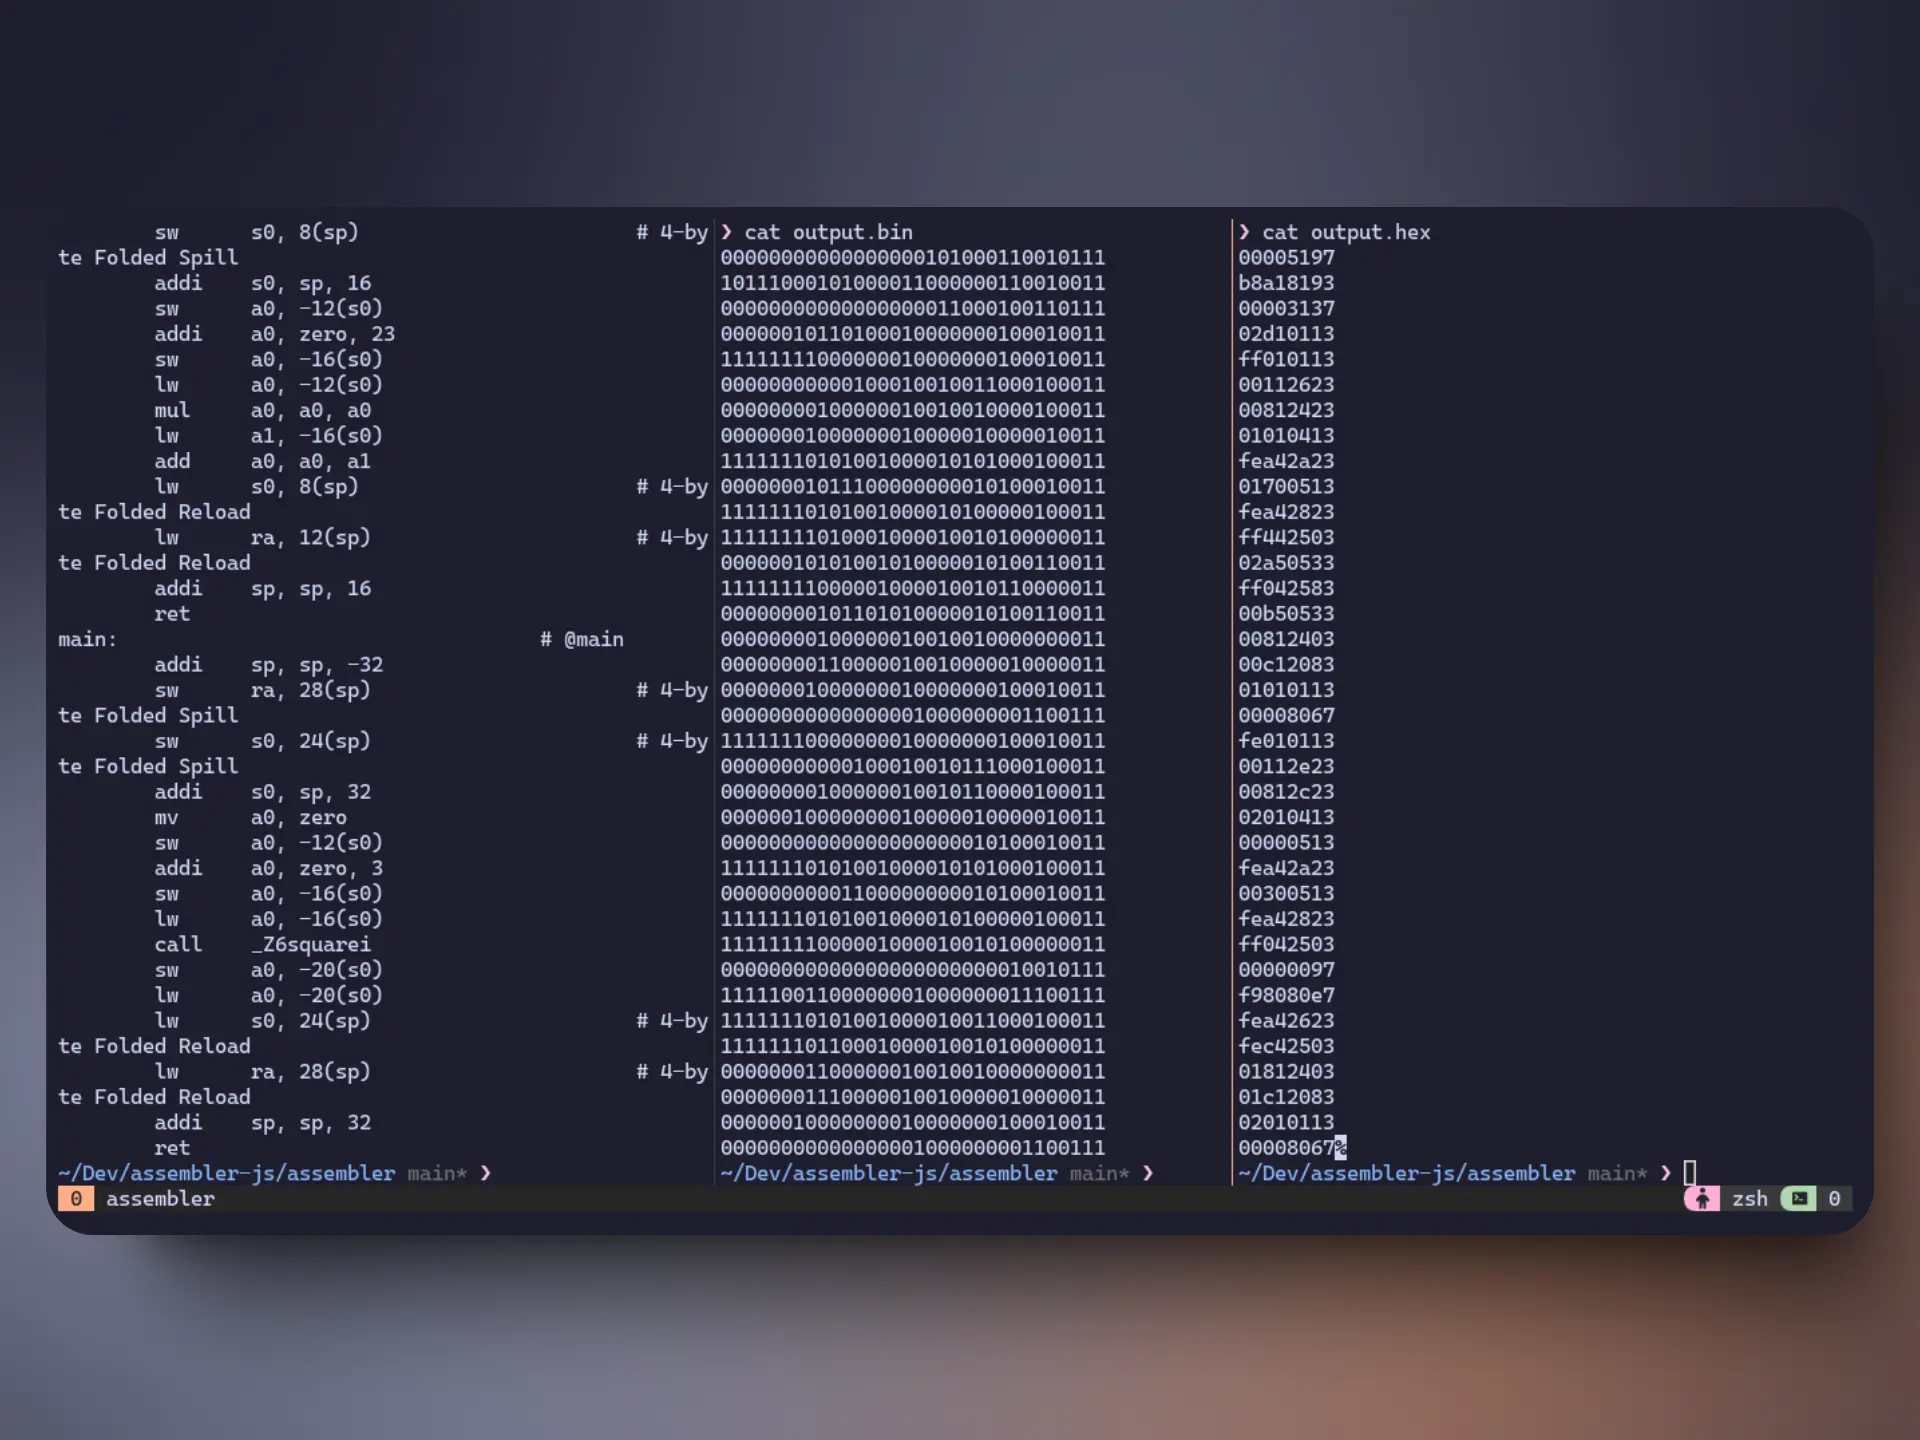 sw s0, 8(sp) # 4-by
te Folded Spill
addi s0, sp, 16
sw a0, -12(s0)
addi a0, zero, 23
sw a0, -16(s0)
lw a0, -12(s0)
mul a0, a0, a0
lw a1, -16(s0)
add a0, a0, a1
lw s0, 8(sp) # 4-by
te Folded Reload
lw ra, 12(sp) # 4-by
te Folded Reload
addi sp, sp, 16
ret
main: # @main
addi sp, sp, -32
sw ra, 28(sp) # 4-by
te Folded Spill
sw s0, 24(sp) # 4-by
te Folded Spill
addi s0, sp, 32
mv a0, zero
sw a0, -12(s0)
addi a0, zero, 3
sw a0, -16(s0)
lw a0, -16(s0)
call _Z6squarei
sw a0, -20(s0)
lw a0, -20(s0)
lw s0, 24(sp) # 4-by
te Folded Reload
lw ra, 28(sp) # 4-by
te Folded Reload
addi sp, sp, 32
ret
~/Dev/assembler-js/assembler main* ❯
❯ cat output.bin
00000000000000000101000110010111
10111000101000011000000110010011
00000000000000000011000100110111
00000010110100010000000100010011
11111111000000010000000100010011
00000000000100010010011000100011
00000000100000010010010000100011
00000001000000010000010000010011
11111110101001000010101000100011
00000001011100000000010100010011
11111110101001000010100000100011
11111111010001000010010100000011
00000010101001010000010100110011
11111111000001000010010110000011
00000000101101010000010100110011
00000000100000010010010000000011
00000000110000010010000010000011
00000001000000010000000100010011
00000000000000001000000001100111
11111110000000010000000100010011
00000000000100010010111000100011
00000000100000010010110000100011
00000010000000010000010000010011
00000000000000000000010100010011
11111110101001000010101000100011
00000000001100000000010100010011
11111110101001000010100000100011
11111111000001000010010100000011
00000000000000000000000010010111
11111001100000001000000011100111
11111110101001000010011000100011
11111110110001000010010100000011
00000001100000010010010000000011
00000001110000010010000010000011
00000010000000010000000100010011
00000000000000001000000001100111
~/Dev/assembler-js/assembler main* ❯
❯ cat output.hex
00005197
b8a18193
00003137
02d10113
ff010113
00112623
00812423
01010413
fea42a23
01700513
fea42823
ff442503
02a50533
ff042583
00b50533
00812403
00c12083
01010113
00008067
fe010113
00112e23
00812c23
02010413
00000513
fea42a23
00300513
fea42823
ff042503
00000097
f98080e7
fea42623
fec42503
01812403
01c12083
02010113
00008067%
~/Dev/assembler-js/assembler main* ❯
0 assembler
zsh 0